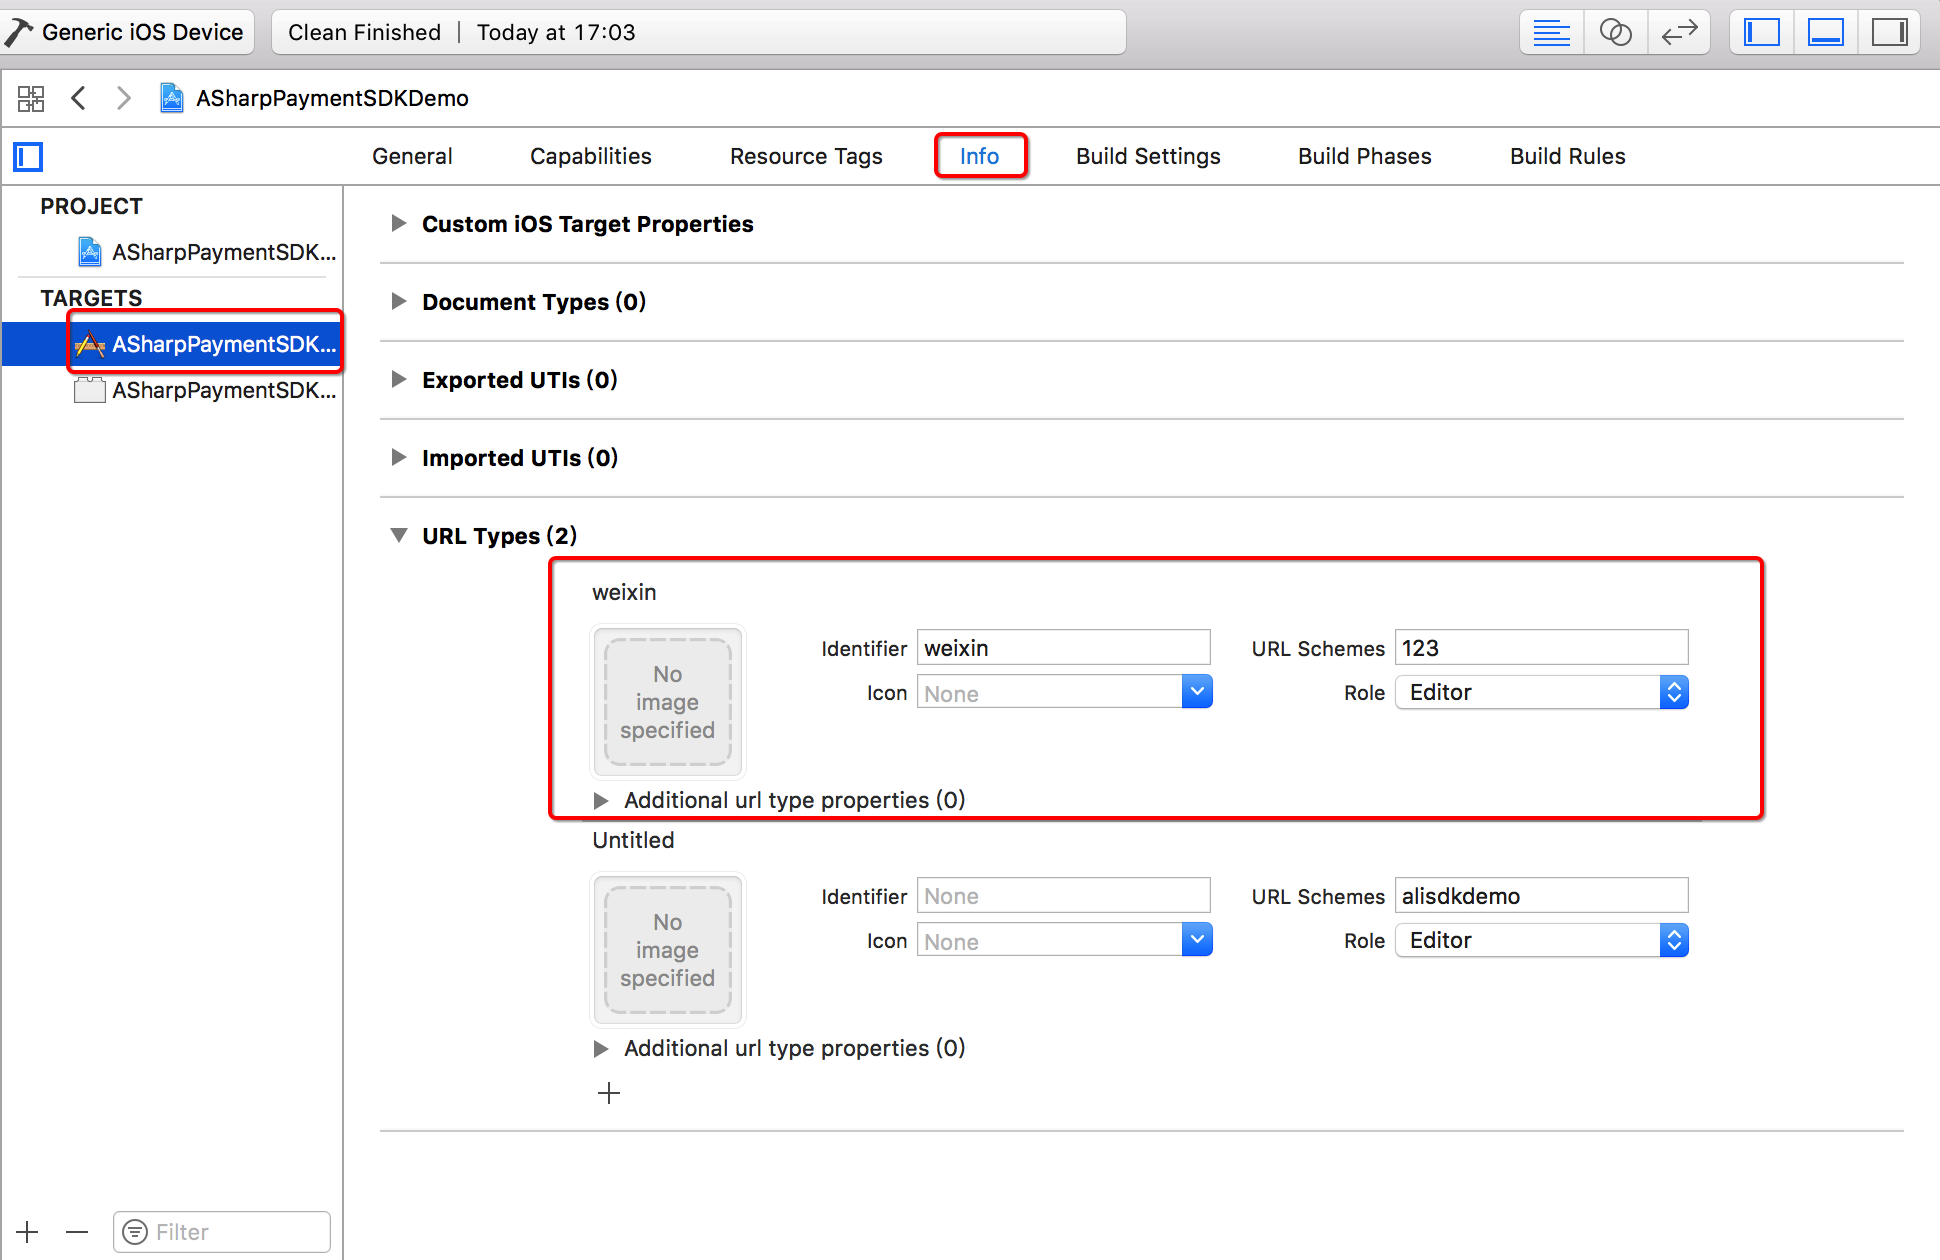 Generic iOS Device
Clean Finished | Today at 17:03
ASharpPaymentSDKDemo
General Capabilities Resource Tags Info Build Settings Build Phases Build Rules
PROJECT
ASharpPaymentSDK...
TARGETS
ASharpPaymentSDK...
ASharpPaymentSDK...
Custom iOS Target Properties
Document Types (0)
Exported UTIs (0)
Imported UTIs (0)
URL Types (2)
weixin
No
image
specified
Identifier weixin URL Schemes 123
Icon None Role Editor
Additional url type properties (0)
Untitled
No
image
specified
Identifier None URL Schemes alisdkdemo
Icon None Role Editor
Additional url type properties (0)
Filter